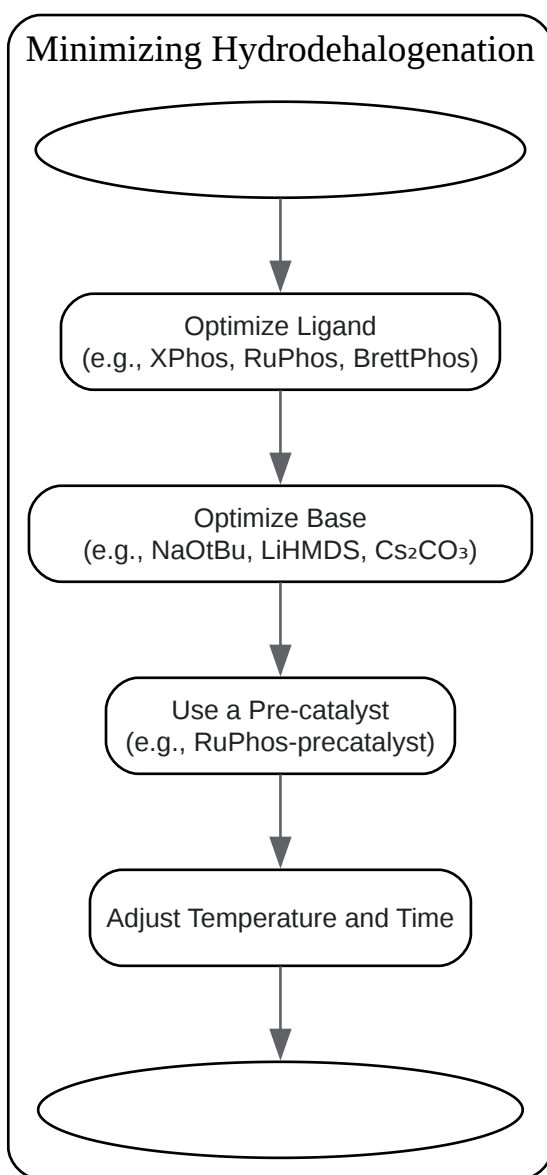 Minimizing Hydrodehalogenation
Optimize Ligand
(e.g., XPhos, RuPhos, BrettPhos)
Optimize Base
(e.g., NaOtBu, LiHMDS, Cs₂CO₃)
Use a Pre-catalyst
(e.g., RuPhos-precatalyst)
Adjust Temperature and Time